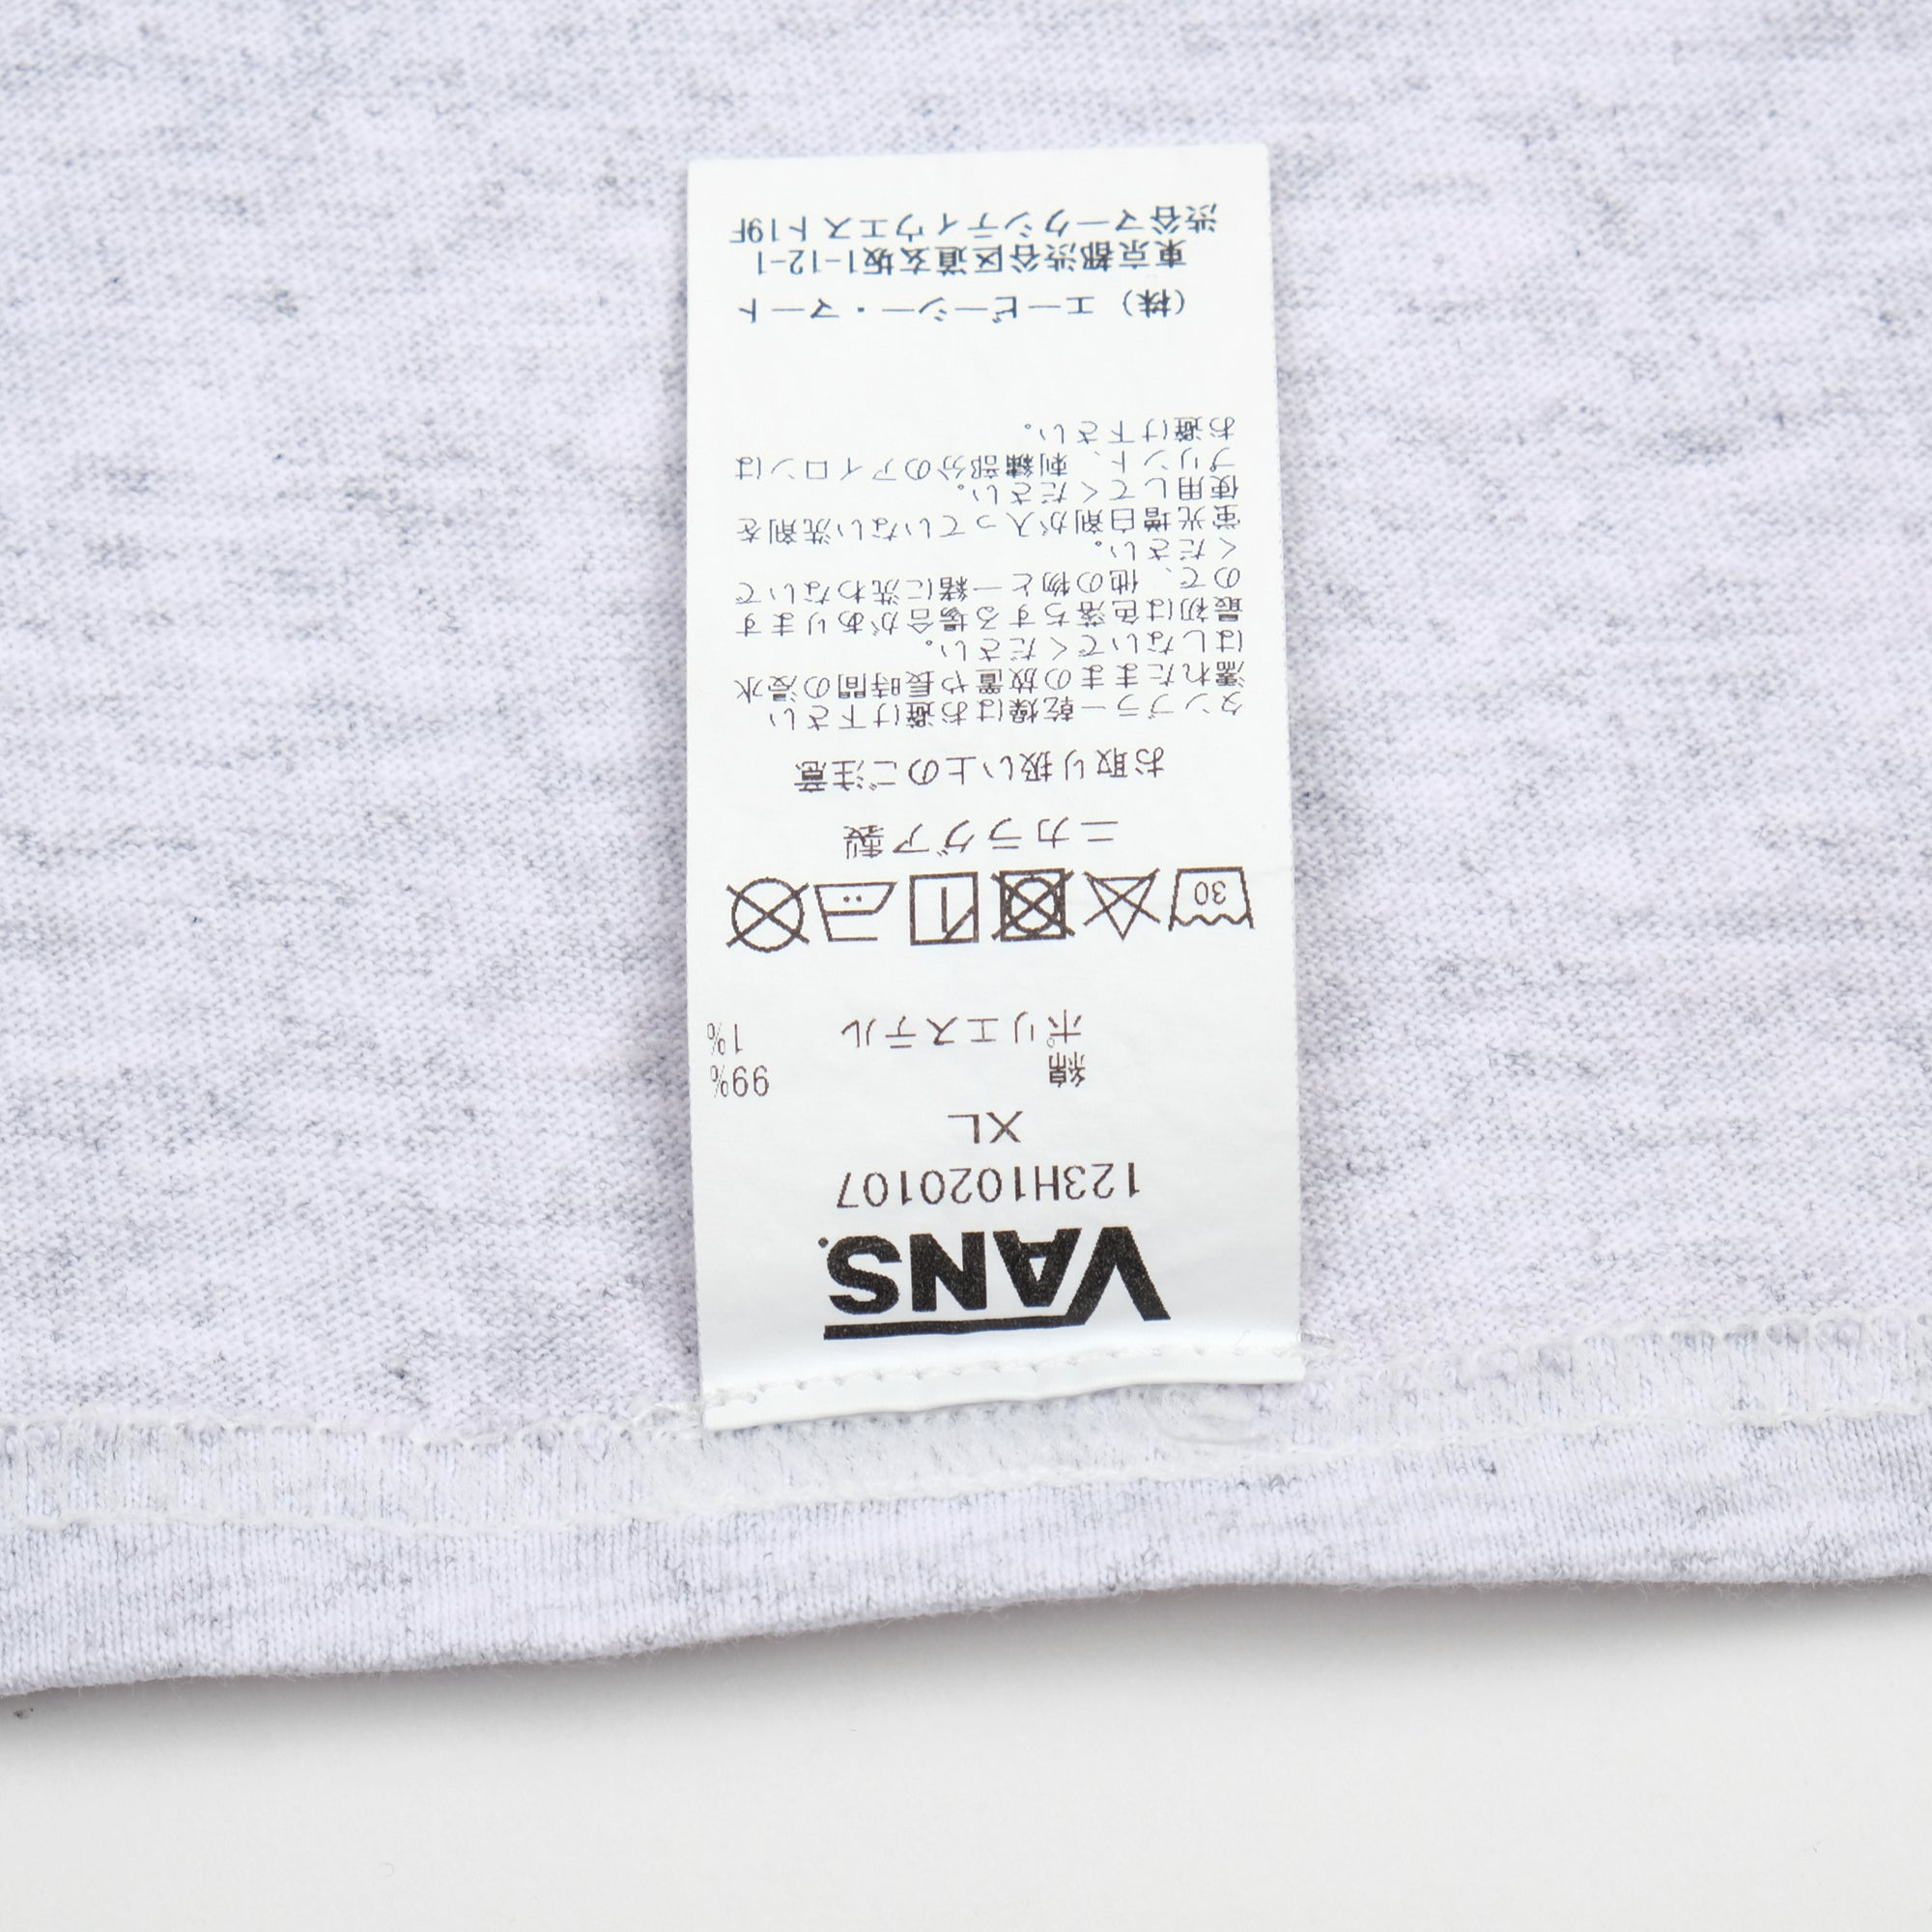 VANS.
123H1020107
XL
綿 99%
ポリエステル 1%
30
ニカラグア製
お取り扱い上のご注意
タンブラー乾燥はお避け下さい
濡れたままの放置や長時間の浸水
はしないでください。
最初は色落ちする場合があります
ので、他の物と一緒に洗わないで
ください。
蛍光増白剤が入っていない洗剤を
使用してください。
プリント、刺繍部分のアイロンは
お避け下さい。
（株）エービーシー・マート
東京都渋谷区道玄坂1-12-1
渋谷マークシティウエスト19F